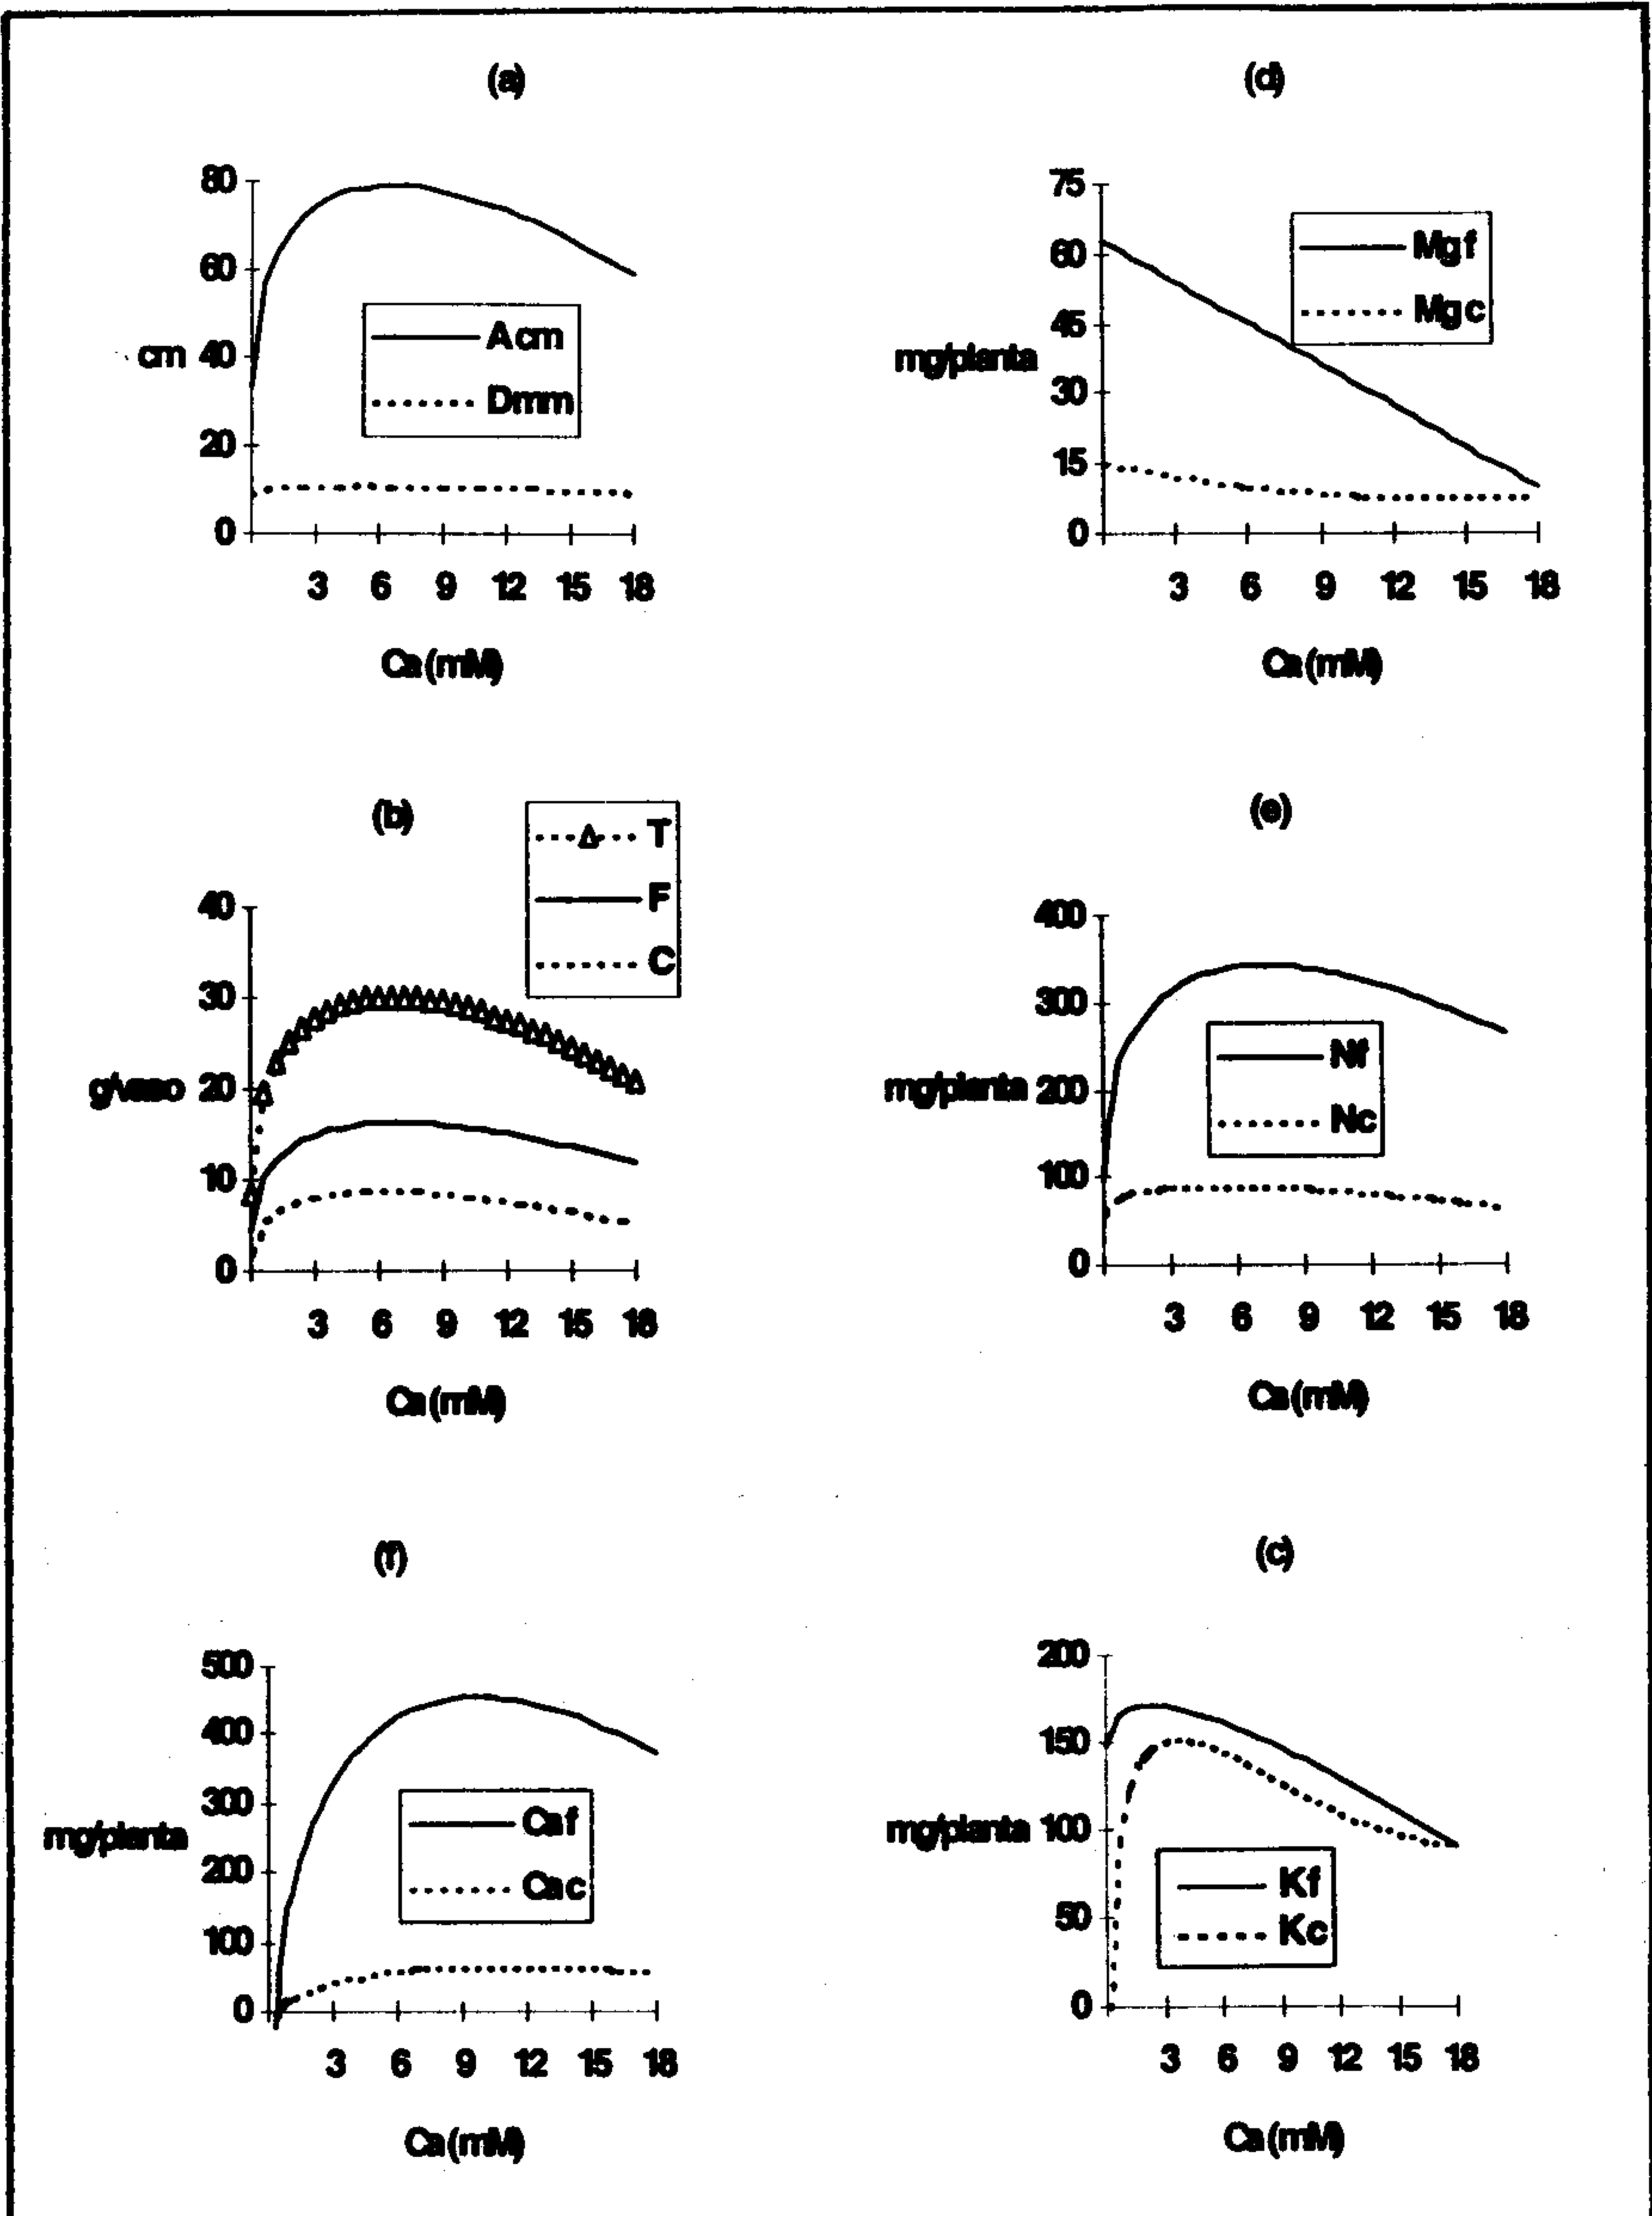 (a)
80
60
cm 40
20
0
Acm
Dmm
3 6 9 12 15 18
Ca (mM)
(d)
75
60
45
mg/planta
30
15
0
Mg f
Mg c
3 6 9 12 15 18
Ca (mM)
(b)
T
F
C
40
30
g/vaso 20
10
0
3 6 9 12 15 18
Ca (mM)
(e)
400
300
mg/planta 200
100
0
Nf
Nc
3 6 9 12 15 18
Ca (mM)
(f)
500
400
300
mg/planta
200
100
0
Ca f
Ca c
3 6 9 12 15 18
Ca (mM)
(c)
200
150
mg/planta 100
50
0
Kf
Kc
3 6 9 12 15 18
Ca (mM)